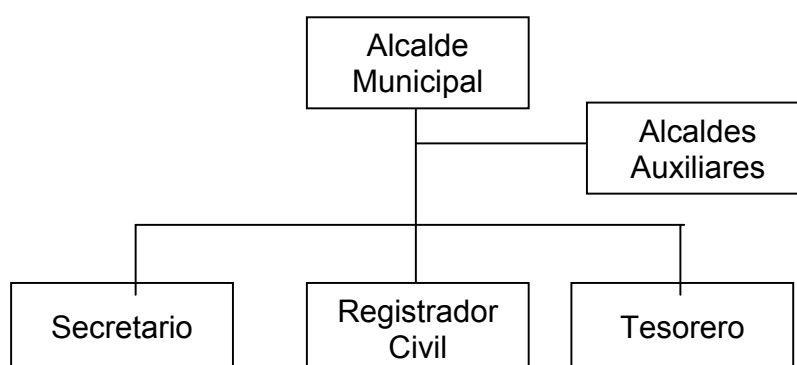 Alcalde
Municipal
Alcaldes
Auxiliares
Secretario
Registrador
Civil
Tesorero